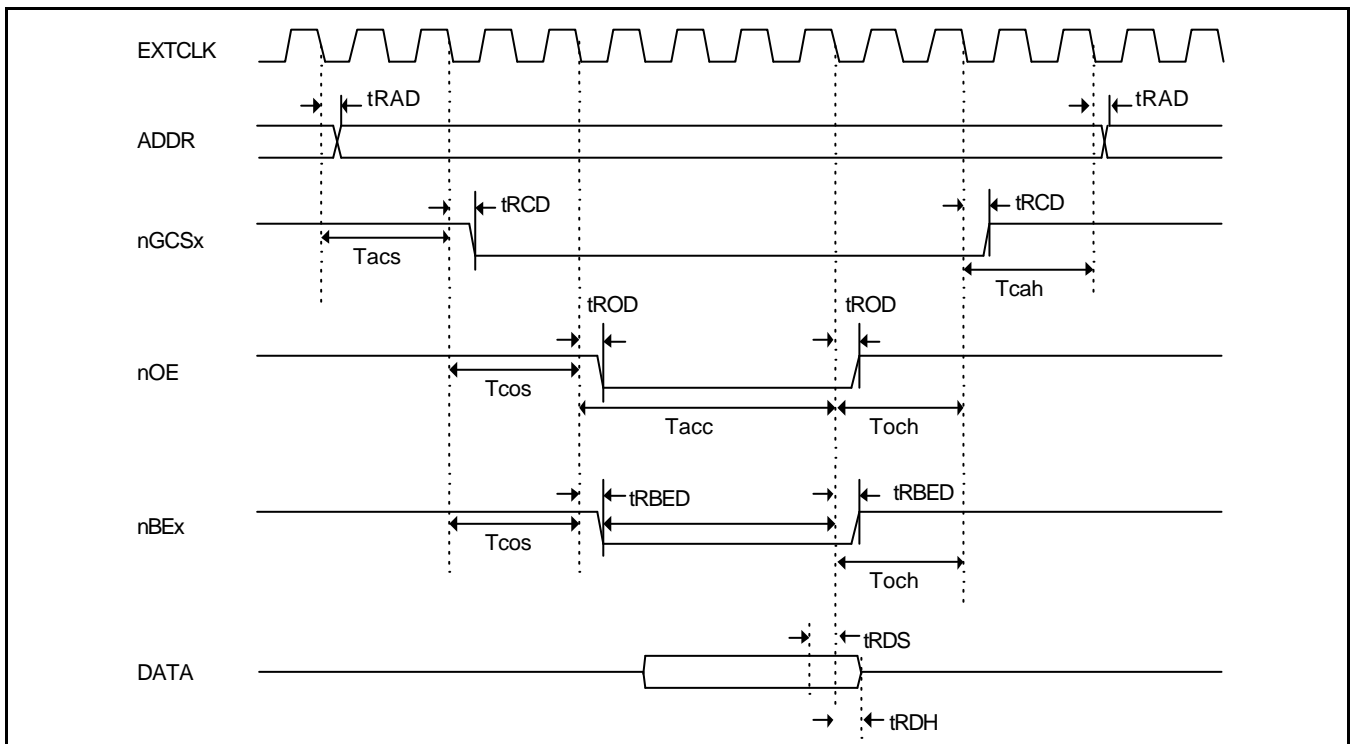 EXTCLK
tRAD tRAD
ADDR
tRCD tRCD
nGCSx
Tacs
Tcah
tROD tROD
nOE
Tcos
Tacc Toch
tRBED tRBED
nBEx
Tcos
Toch
tRDS
DATA
tRDH